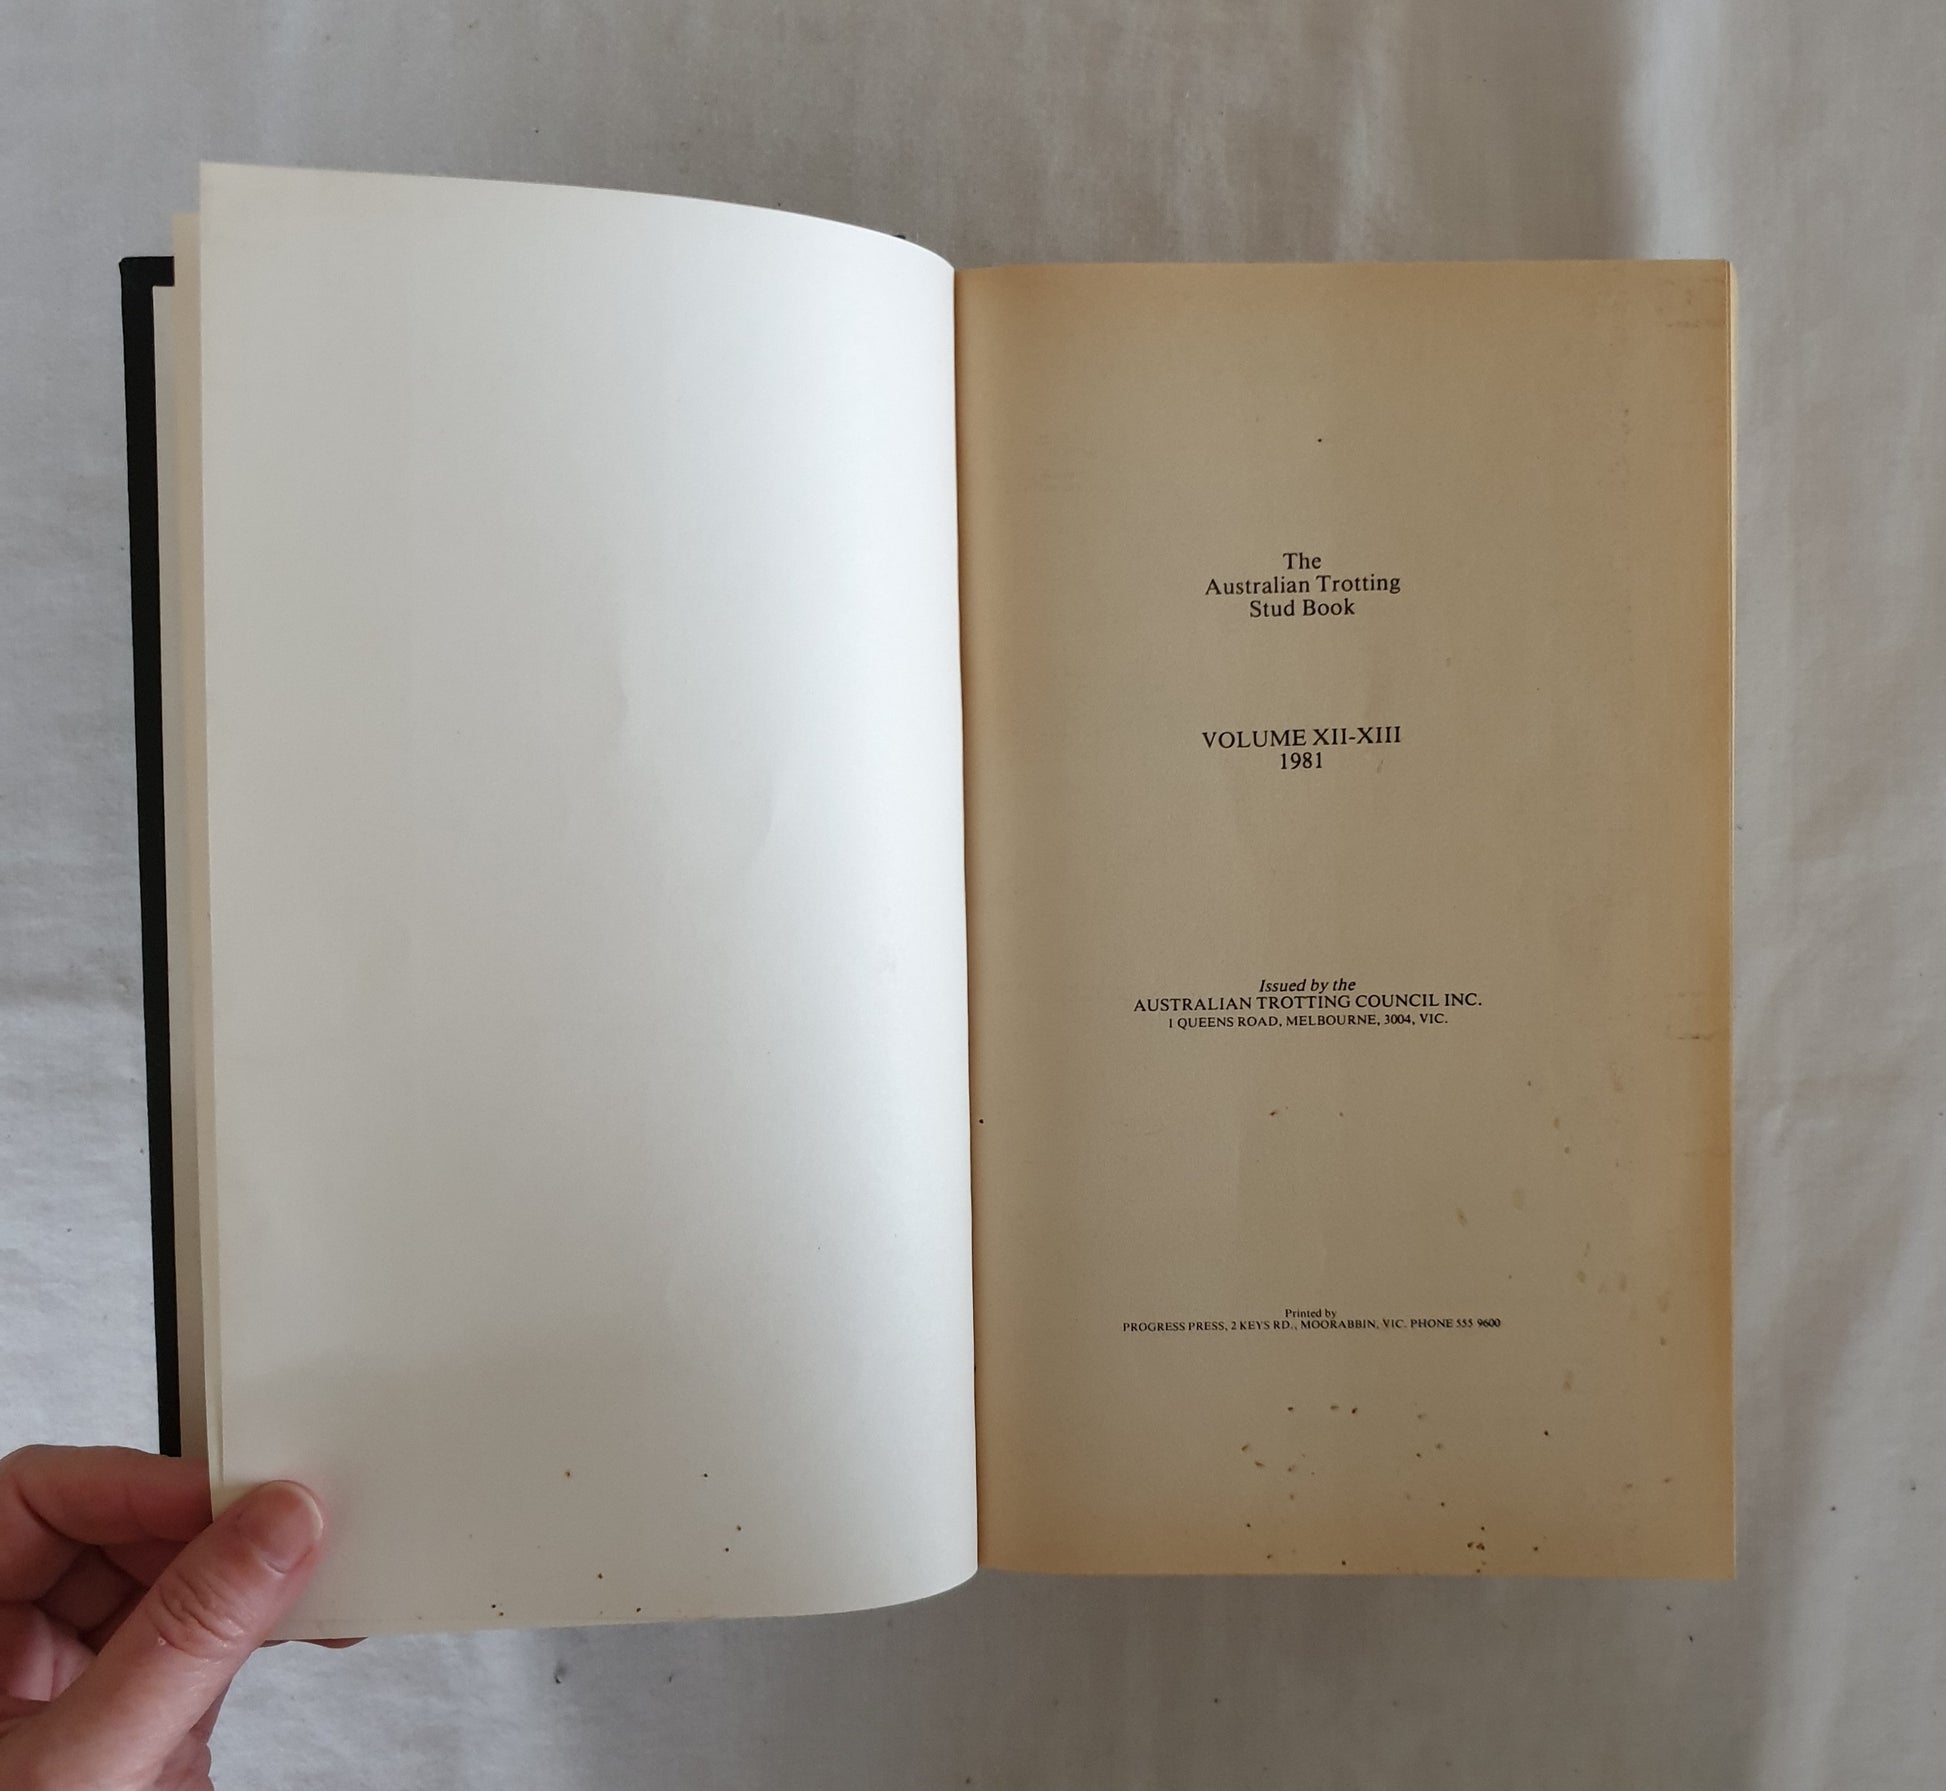 The
Australian Trotting
Stud Book
VOLUME XII-XIII
1981
Issued by the
AUSTRALIAN TROTTING COUNCIL INC.
1 QUEENS ROAD, MELBOURNE, 3004, VIC.
Printed by
PROGRESS PRESS, 2 KEYS RD., MOORABBIN, VIC. PHONE 555 9600